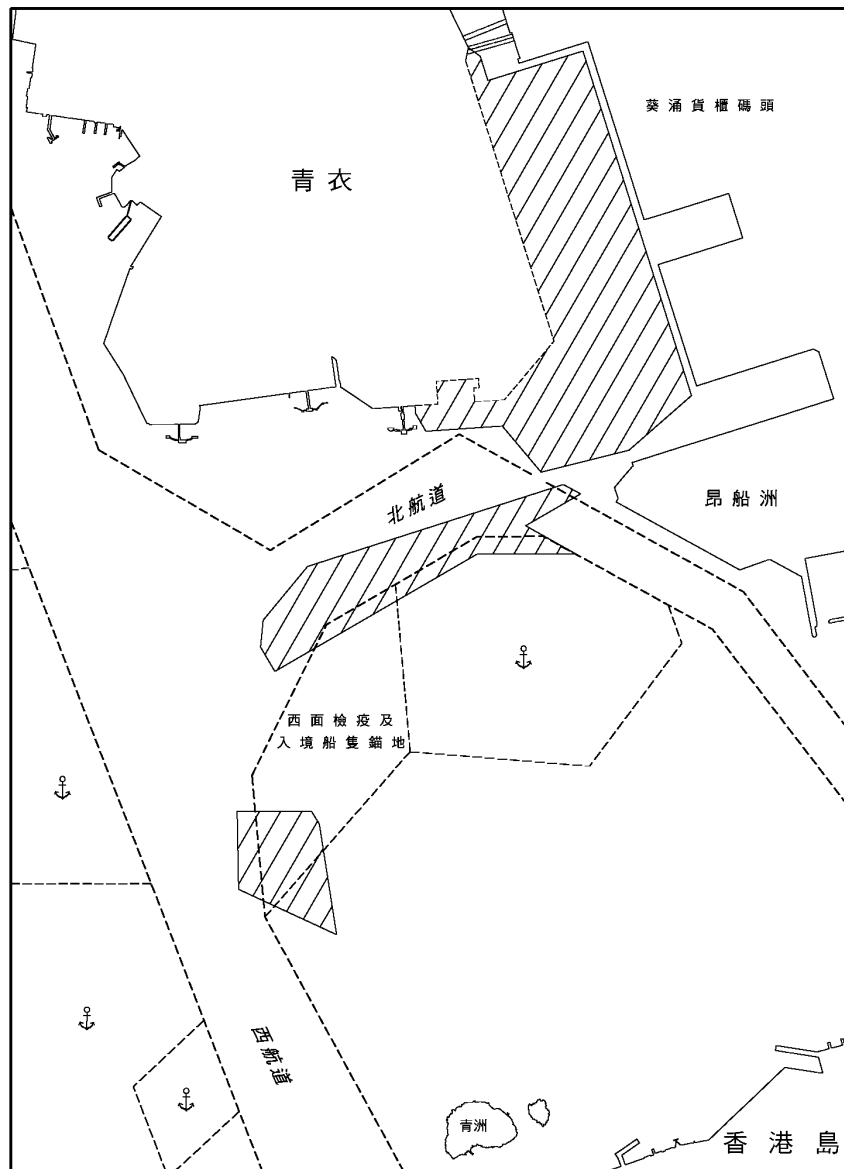 葵涌貨櫃碼頭
青衣
北航道
昂船洲
西面檢疫及
入境船隻錨地
西航道
青洲
香港島